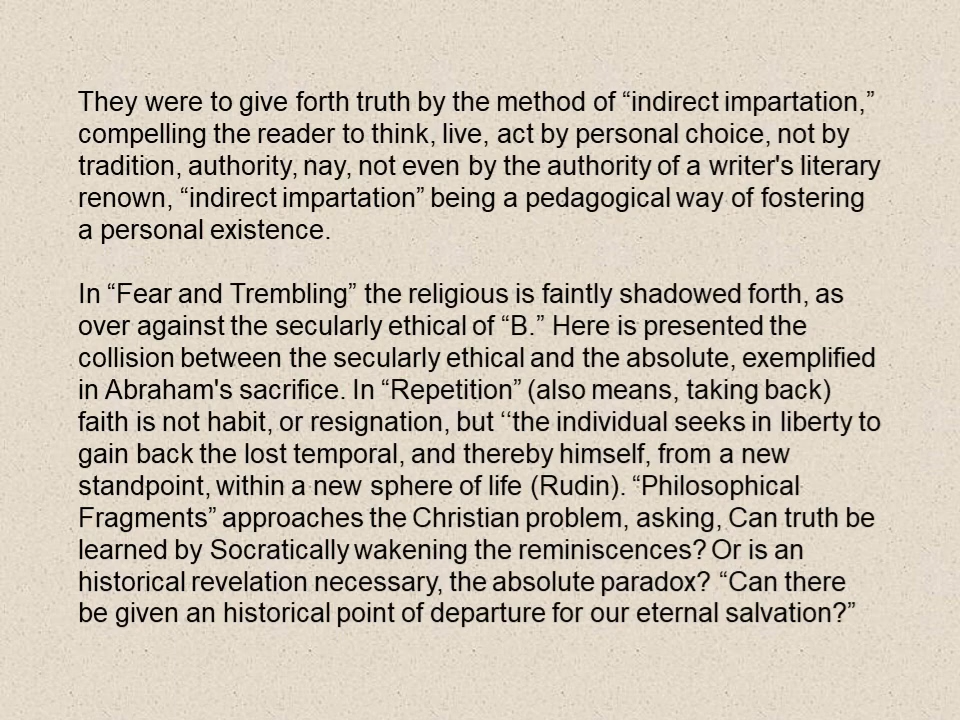 They were to give forth truth by the method of “indirect impartation,”
compelling the reader to think, live, act by personal choice, not by
tradition, authority, nay, not even by the authority of a writer's literary
renown, “indirect impartation” being a pedagogical way of fostering
a personal existence.
In “Fear and Trembling” the religious is faintly shadowed forth, as
over against the secularly ethical of “B.” Here is presented the
collision between the secularly ethical and the absolute, exemplified
in Abraham's sacrifice. In “Repetition” (also means, taking back)
faith is not habit, or resignation, but ‘‘the individual seeks in liberty to
gain back the lost temporal, and thereby himself, from a new
standpoint, within a new sphere of life (Rudin). “Philosophical
Fragments” approaches the Christian problem, asking, Can truth be
learned by Socratically wakening the reminiscences? Or is an
historical revelation necessary, the absolute paradox? “Can there
be given an historical point of departure for our eternal salvation?”